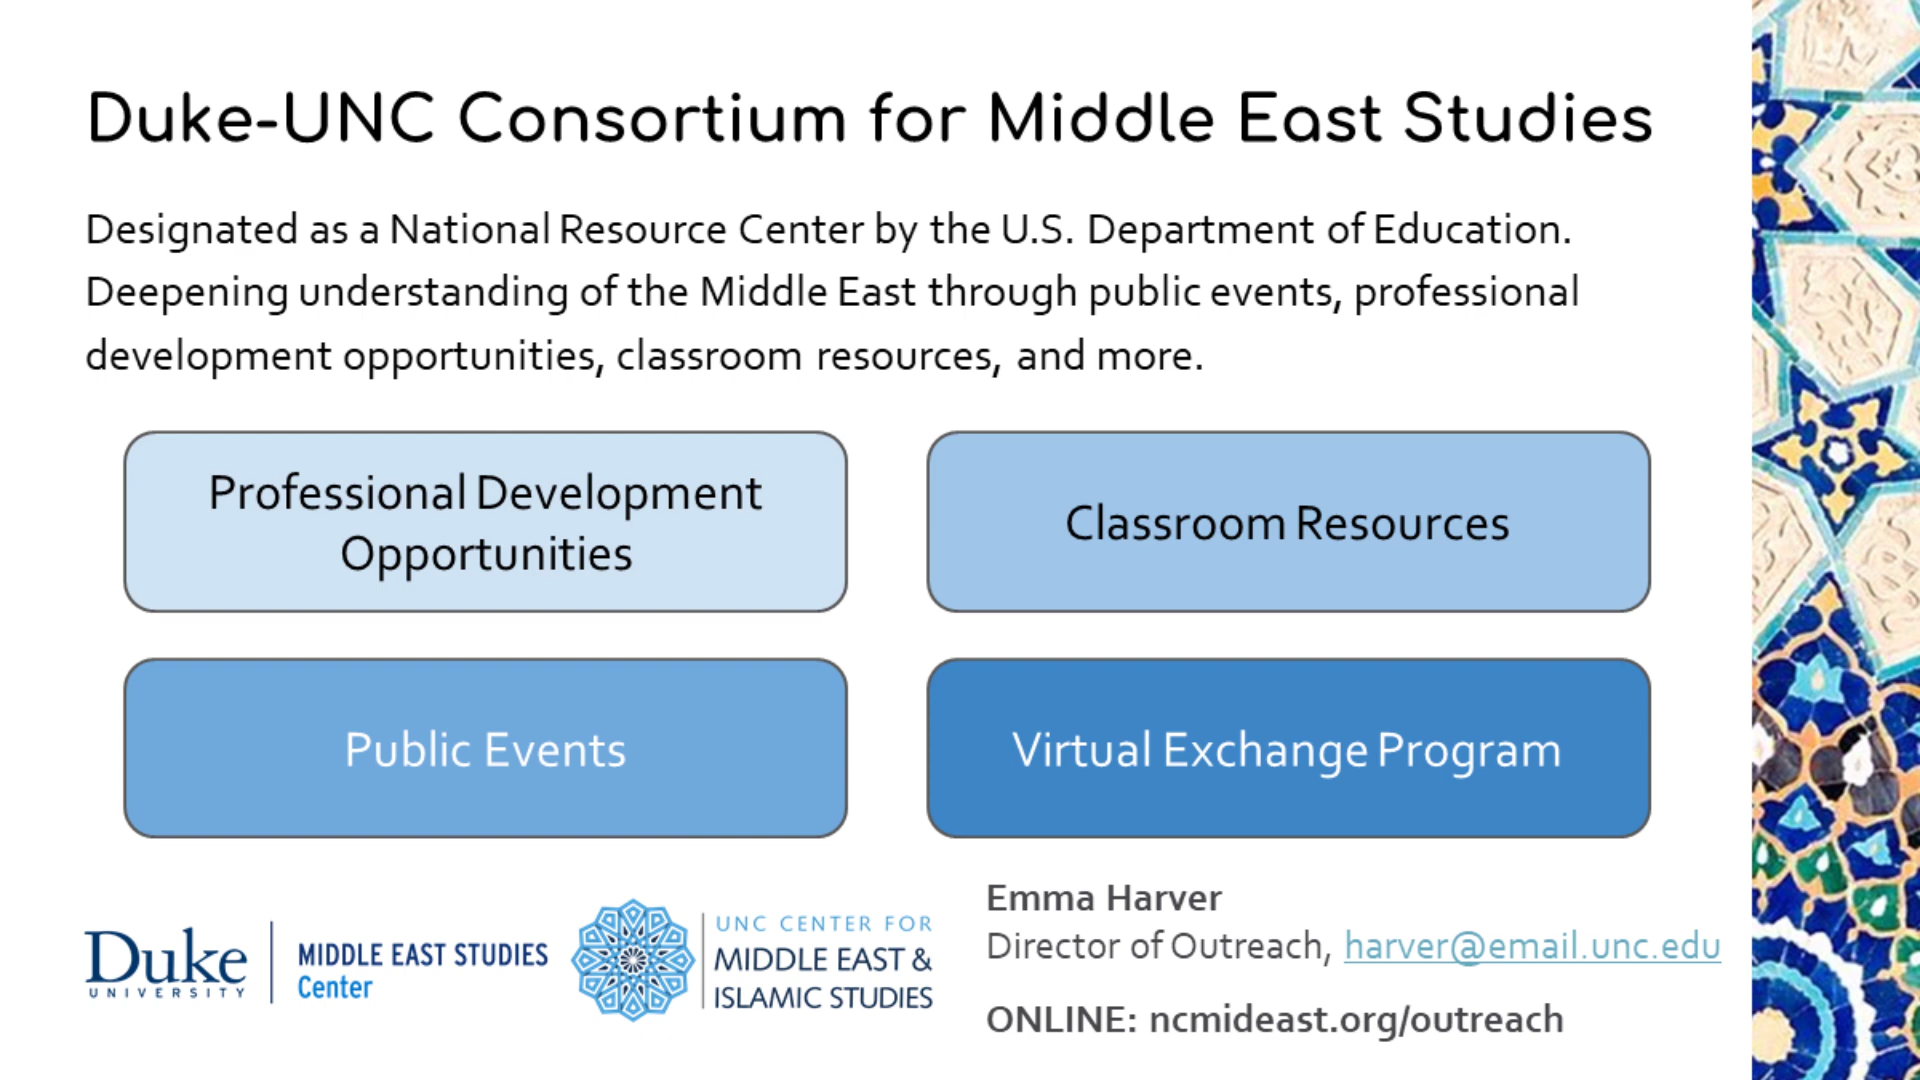 Duke-UNC Consortium for Middle East Studies
Designated as a National Resource Center by the U.S. Department of Education.
Deepening understanding of the Middle East through public events, professional
development opportunities, classroom resources, and more.
Professional Development
Opportunities
Classroom Resources
Public Events
Virtual Exchange Program
Duke
UNIVERSITY
MIDDLE EAST STUDIES
Center
UNC CENTER FOR
MIDDLE EAST &
ISLAMIC STUDIES
Emma Harver
Director of Outreach, harver@email.unc.edu
ONLINE: ncmideast.org/outreach